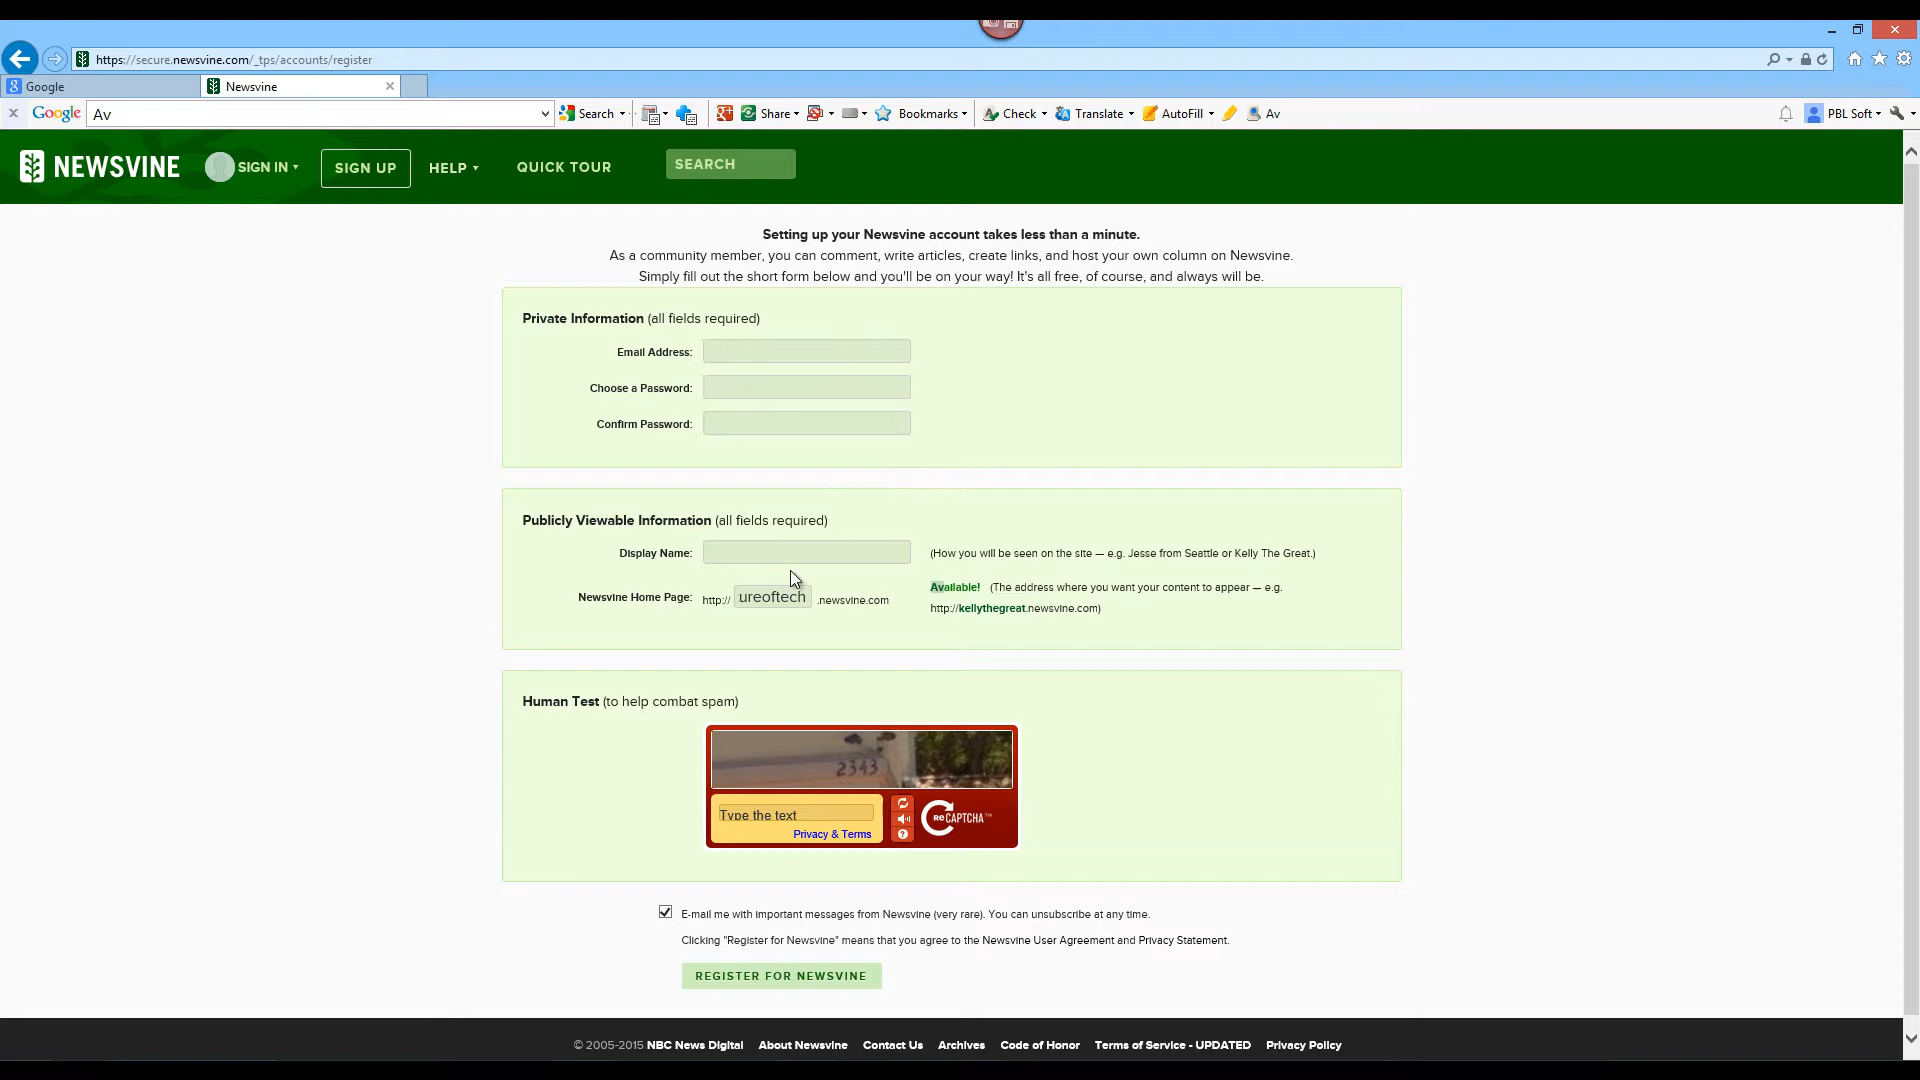 https://secure.newsvine.com/_tps/accounts/register
Google
Newsvine
Google
Av
Search
Share
Bookmarks
Check
Translate
AutoFill
Av
PBL Soft
NEWSVINE
SIGN IN
SIGN UP
HELP
QUICK TOUR
SEARCH
Setting up your Newsvine account takes less than a minute.
As a community member, you can comment, write articles, create links, and host your own column on Newsvine.
Simply fill out the short form below and you'll be on your way! It's all free, of course, and always will be.
Private Information (all fields required)
Email Address:
Choose a Password:
Confirm Password:
Publicly Viewable Information (all fields required)
Display Name:
(How you will be seen on the site — e.g. Jesse from Seattle or Kelly The Great.)
Newsvine Home Page: http:// ureoftech .newsvine.com
Available! (The address where you want your content to appear — e.g.
http://kellythegreat.newsvine.com)
Human Test (to help combat spam)
2343
Type the text
Privacy & Terms
reCAPTCHA™
E-mail me with important messages from Newsvine (very rare). You can unsubscribe at any time.
Clicking "Register for Newsvine" means that you agree to the Newsvine User Agreement and Privacy Statement.
REGISTER FOR NEWSVINE
© 2005-2015 NBC News Digital About Newsvine Contact Us Archives Code of Honor Terms of Service - UPDATED Privacy Policy